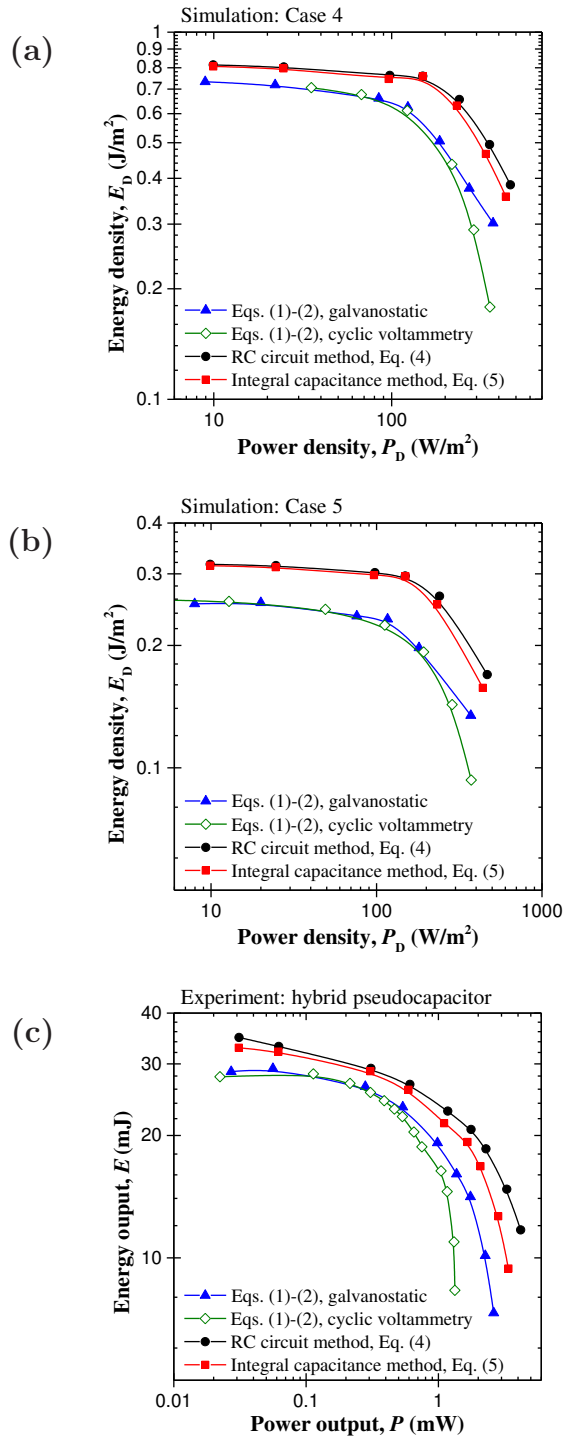 (a)
Simulation: Case 4
1
0.9
0.8
0.7
0.6
0.5
0.4
0.3
0.2
0.1
Energy density, E_D (J/m²)
Eqs. (1)-(2), galvanostatic
Eqs. (1)-(2), cyclic voltammetry
RC circuit method, Eq. (4)
Integral capacitance method, Eq. (5)
10 100
Power density, P_D (W/m²)
(b)
Simulation: Case 5
0.4
0.3
0.2
0.1
Energy density, E_D (J/m²)
Eqs. (1)-(2), galvanostatic
Eqs. (1)-(2), cyclic voltammetry
RC circuit method, Eq. (4)
Integral capacitance method, Eq. (5)
10 100 1000
Power density, P_D (W/m²)
(c)
Experiment: hybrid pseudocapacitor
40
30
20
10
Energy ouput, E (mJ)
Eqs. (1)-(2), galvanostatic
Eqs. (1)-(2), cyclic voltammetry
RC circuit method, Eq. (4)
Integral capacitance method, Eq. (5)
0.01 0.1 1
Power output, P (mW)